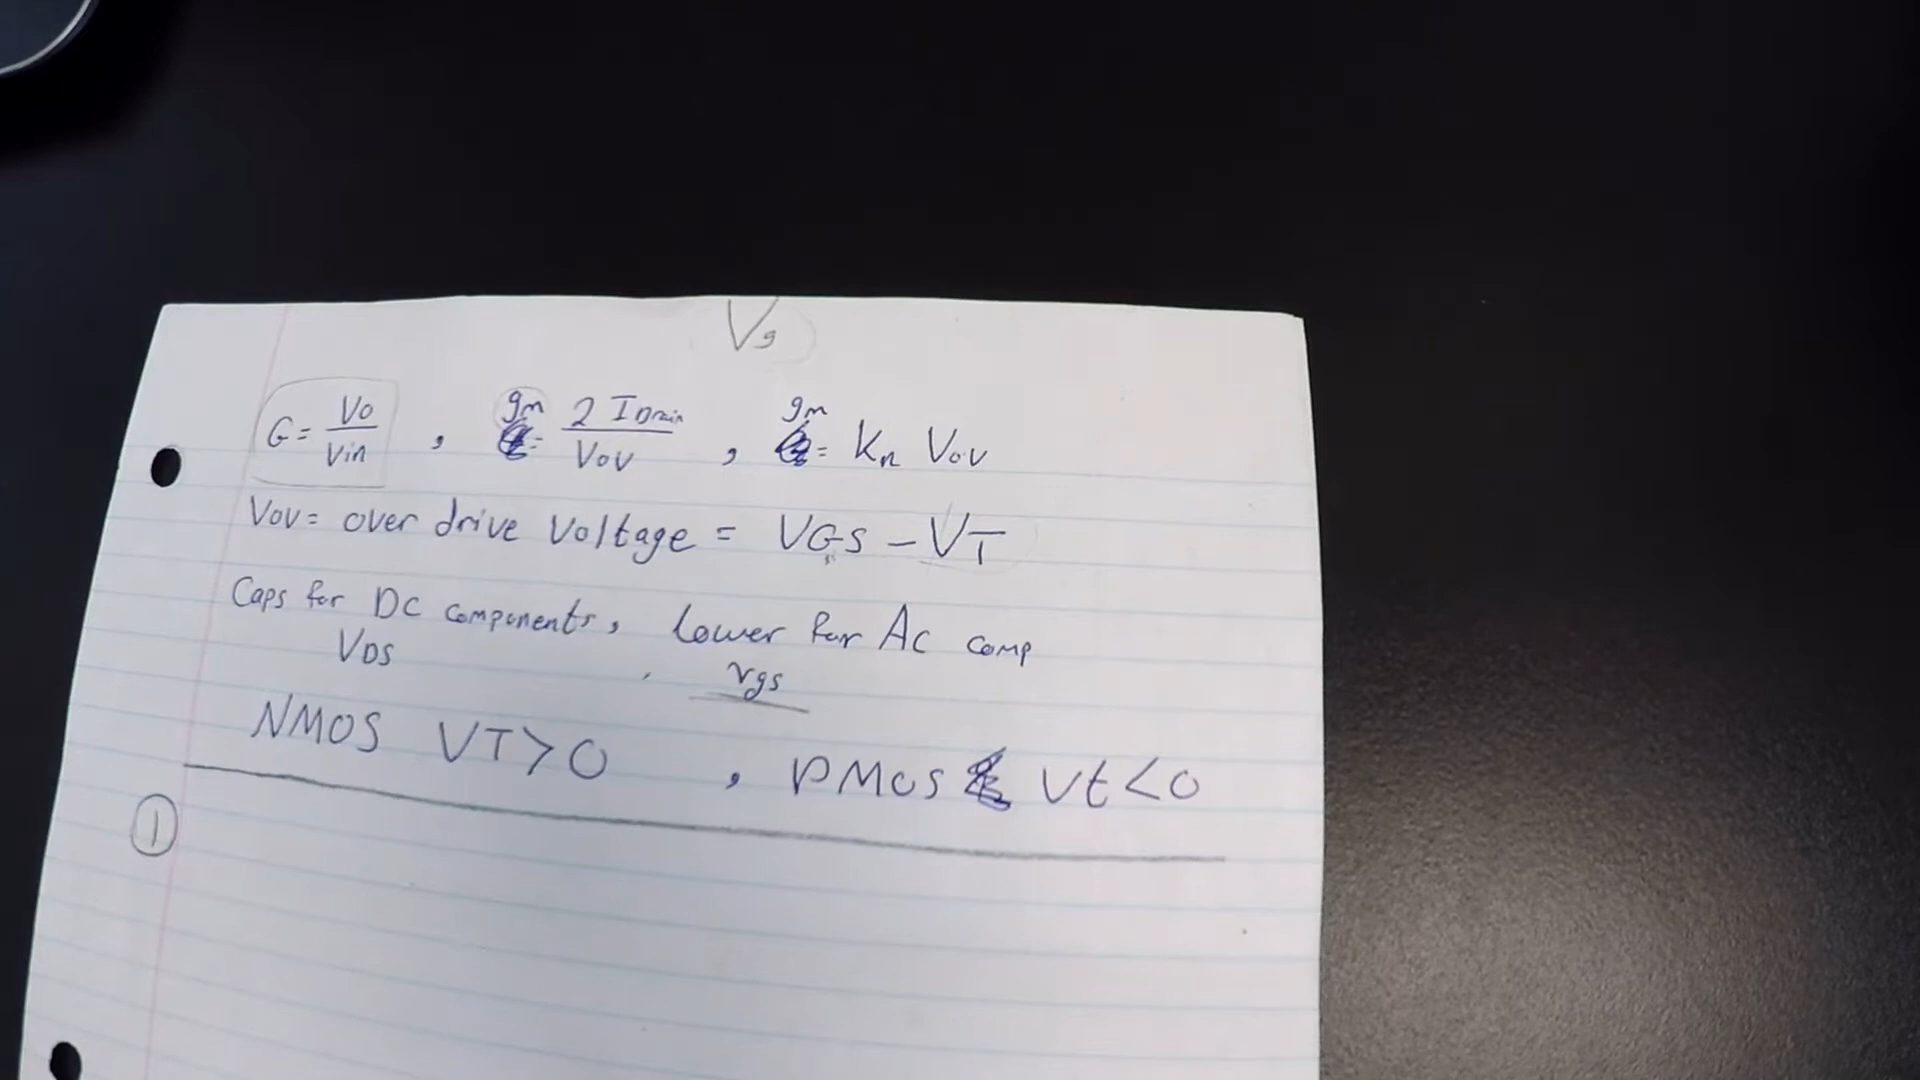 Vg
G = Vo/Vin , gm = 2 IDrain/Vov , gm = Kn Vov
Vov = over drive Voltage = VGS - VT
Caps for DC components, lower for AC comp
VDS vgs
NMOS VT>0 , PMOS Vt<0
1